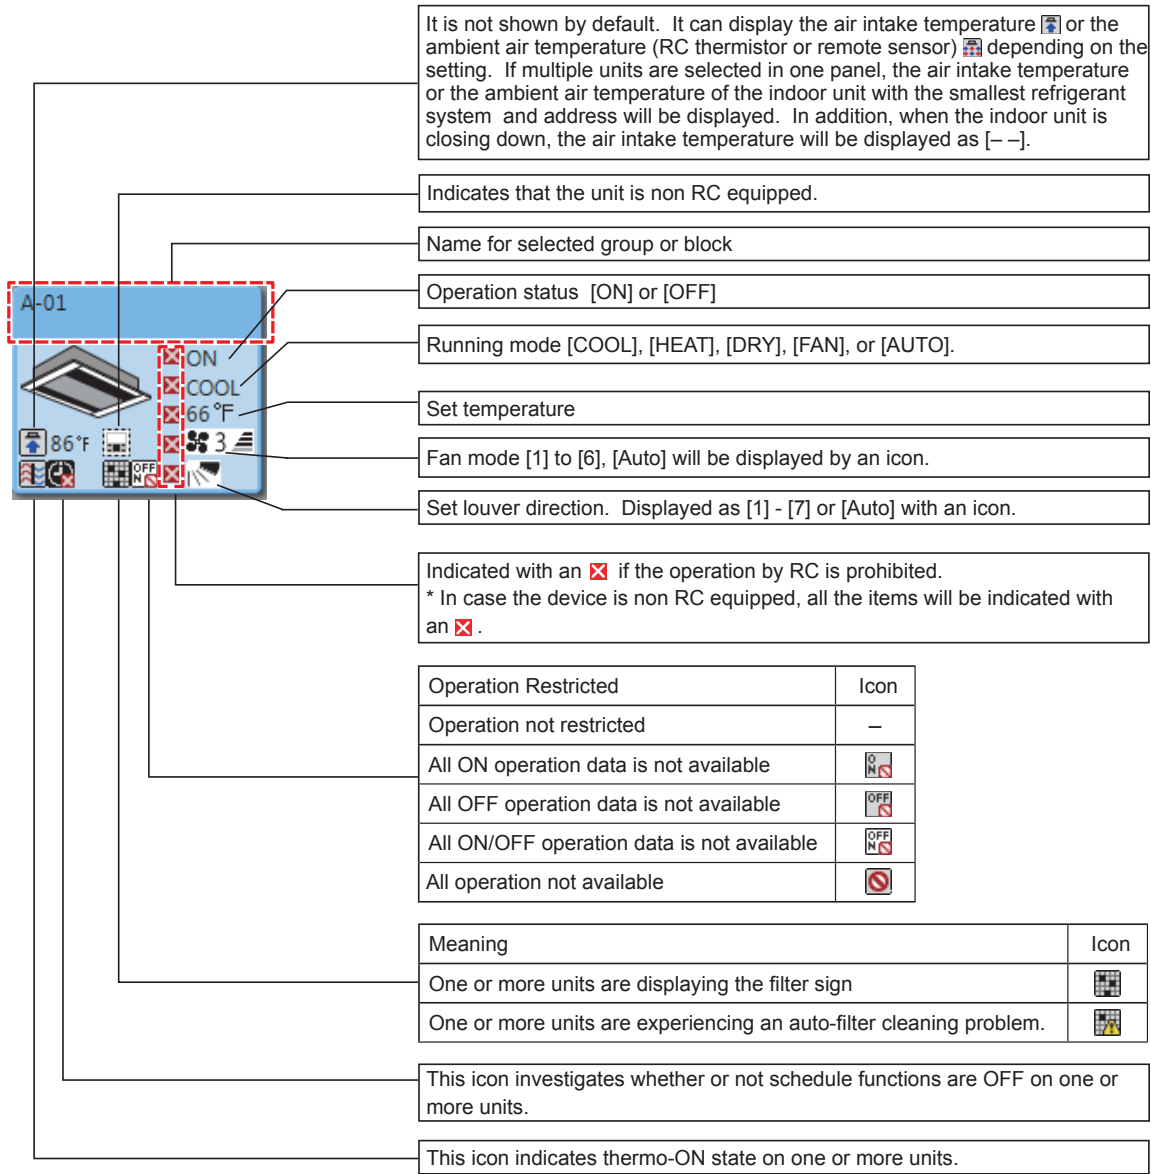 It is not shown by default.  It can display the air intake temperature or the
ambient air temperature (RC thermistor or remote sensor) depending on the
setting.  If multiple units are selected in one panel, the air intake temperature
or the ambient air temperature of the indoor unit with the smallest refrigerant
system  and address will be displayed.  In addition, when the indoor unit is
closing down, the air intake temperature will be displayed as [– –].
Indicates that the unit is non RC equipped.
Name for selected group or block
Operation status  [ON] or [OFF]
Running mode [COOL], [HEAT], [DRY], [FAN], or [AUTO].
Set temperature
Fan mode [1] to [6], [Auto] will be displayed by an icon.
Set louver direction.  Displayed as [1] - [7] or [Auto] with an icon.
A-01
ON
COOL
66°F
86°F
3
OFF
N
Indicated with an if the operation by RC is prohibited.
* In case the device is non RC equipped, all the items will be indicated with
an .
Operation Restricted Icon
Operation not restricted –
All ON operation data is not available O
N
All OFF operation data is not available OFF
All ON/OFF operation data is not available OFF
N
All operation not available
Meaning Icon
One or more units are displaying the filter sign
One or more units are experiencing an auto-filter cleaning problem.
This icon investigates whether or not schedule functions are OFF on one or
more units.
This icon indicates thermo-ON state on one or more units.